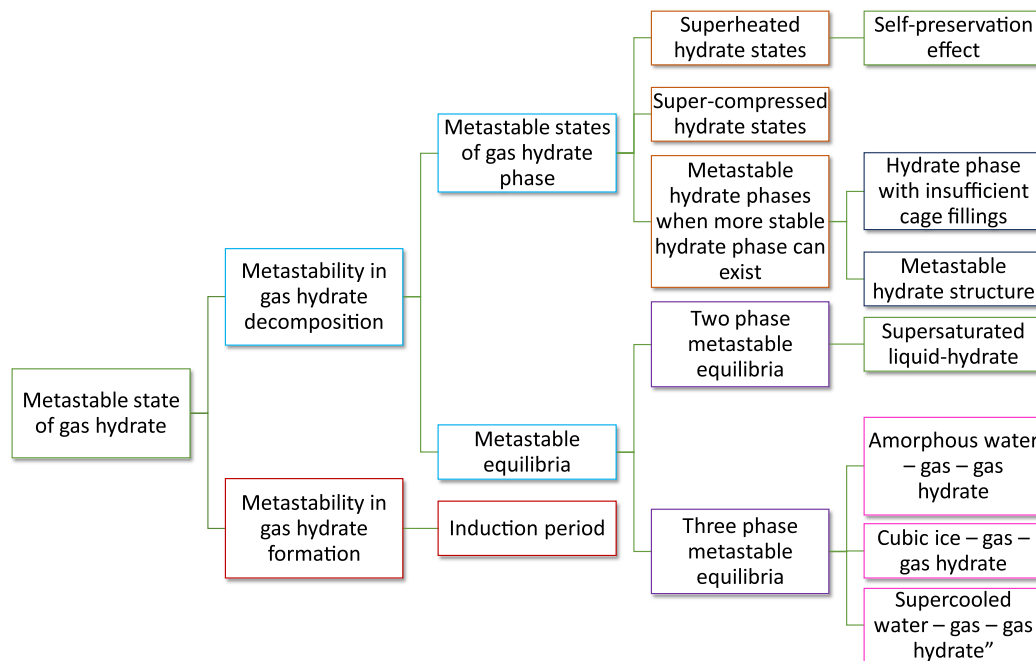 Metastable state
of gas hydrate
Metastability in
gas hydrate
decomposition
Metastable states
of gas hydrate
phase
Superheated
hydrate states
Self-preservation
effect
Super-compressed
hydrate states
Metastable
hydrate phases
when more stable
hydrate phase can
exist
Hydrate phase
with insufficient
cage fillings
Metastable
hydrate structure
Metastable
equilibria
Two phase
metastable
equilibria
Supersaturated
liquid-hydrate
Three phase
metastable
equilibria
Amorphous water
– gas – gas
hydrate
Cubic ice – gas –
gas hydrate
Supercooled
water – gas – gas
hydrate”
Metastability in
gas hydrate
formation
Induction period